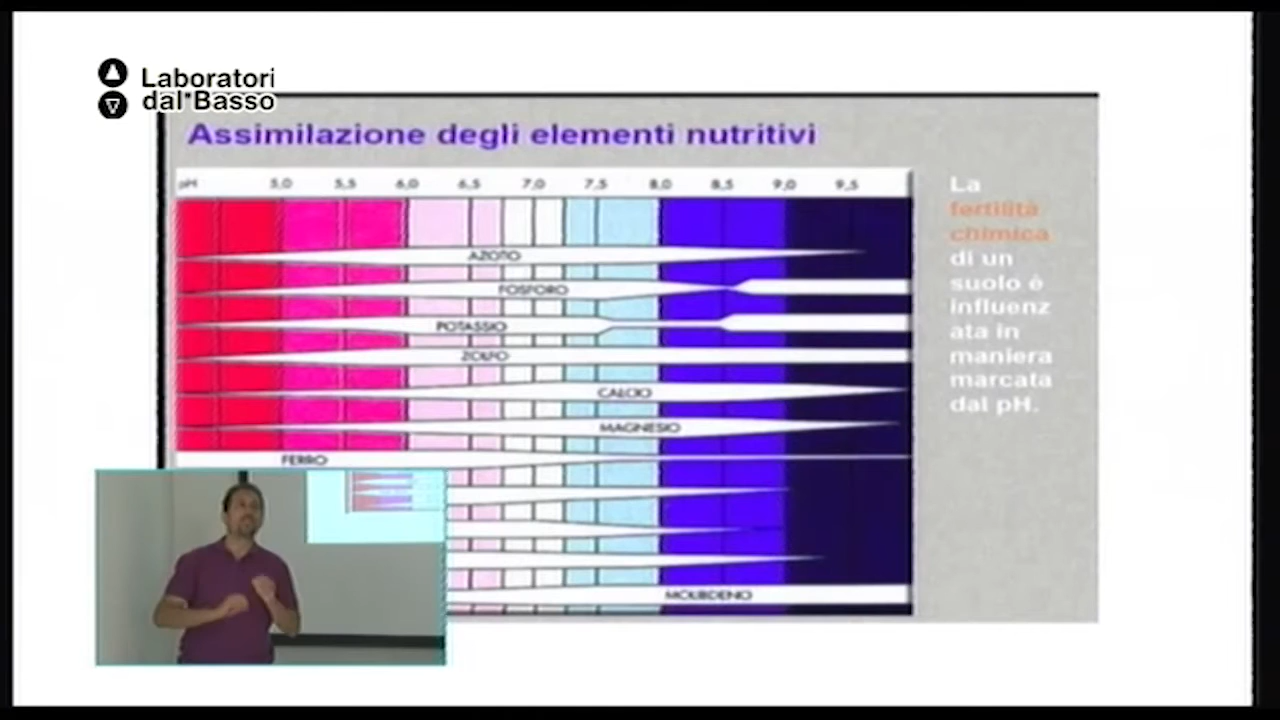 Laboratori
dal Basso
Assimilazione degli elementi nutritivi
pH 5,0 5,5 6,0 6,5 7,0 7,5 8,0 8,5 9,0 9,5
AZOTO
FOSFORO
POTASSIO
ZOLFO
CALCIO
MAGNESIO
FERRO
MOLIBDENO
La
fertilità
chimica
di un
suolo è
influenz
ata in
maniera
marcata
dal pH.